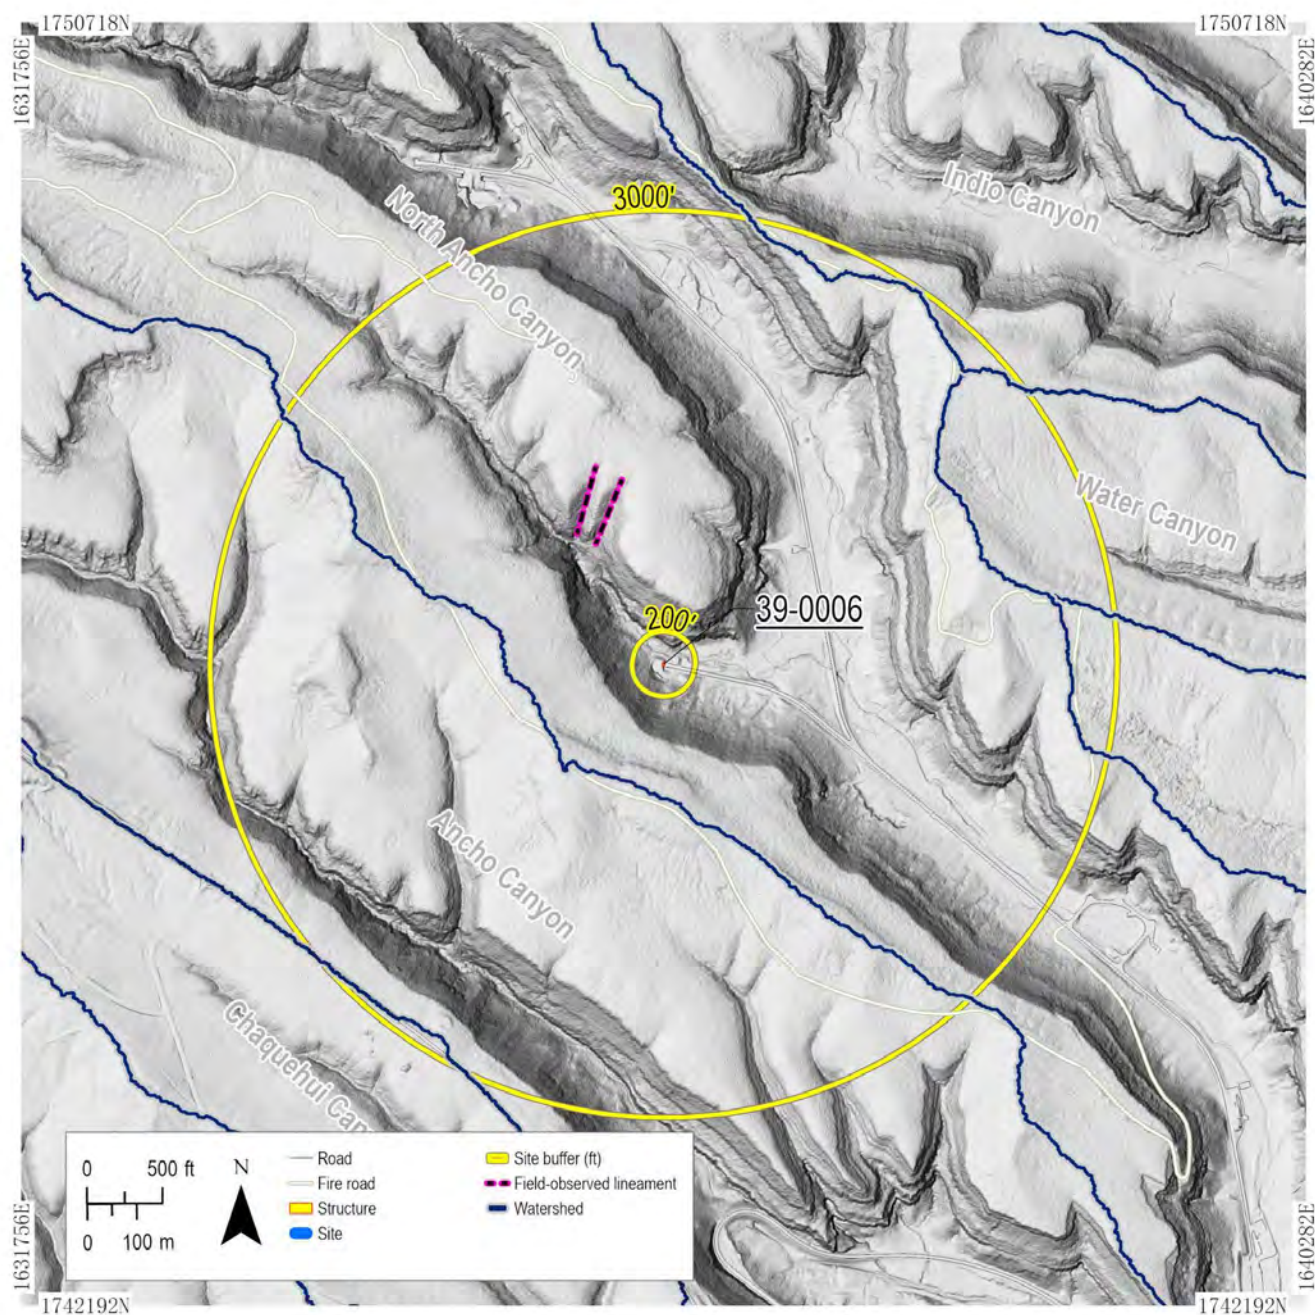 1750718N
1750718N
1631756E
1640282E
Indio Canyon
3000'
North Ancho Canyon
Water Canyon
39-0006
200'
Ancho Canyon
Chaquehui Can
0 500 ft
0 100 m
N
Road
Fire road
Structure
Site
Site buffer (ft)
Field-observed lineament
Watershed
1631756E
1640282E
1742192N
1742192N